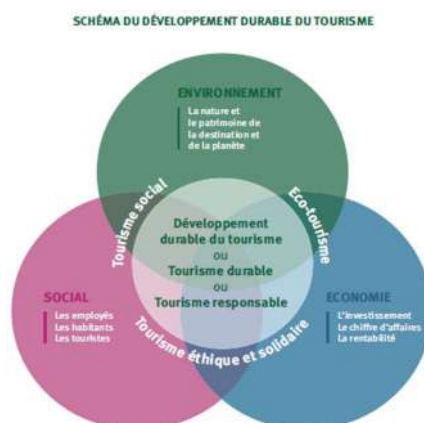 SCHÉMA DU DÉVELOPPEMENT DURABLE DU TOURISME
ENVIRONNEMENT
La nature et
le patrimoine de
la destination et
de la planète
Tourisme social
Eco-tourisme
Développement
durable du tourisme
ou
Tourisme durable
ou
Tourisme responsable
SOCIAL
Les employés
Les habitants
Les touristes
ECONOMIE
L'investissement
Le chiffre d'affaires
La rentabilité
Tourisme éthique et solidaire